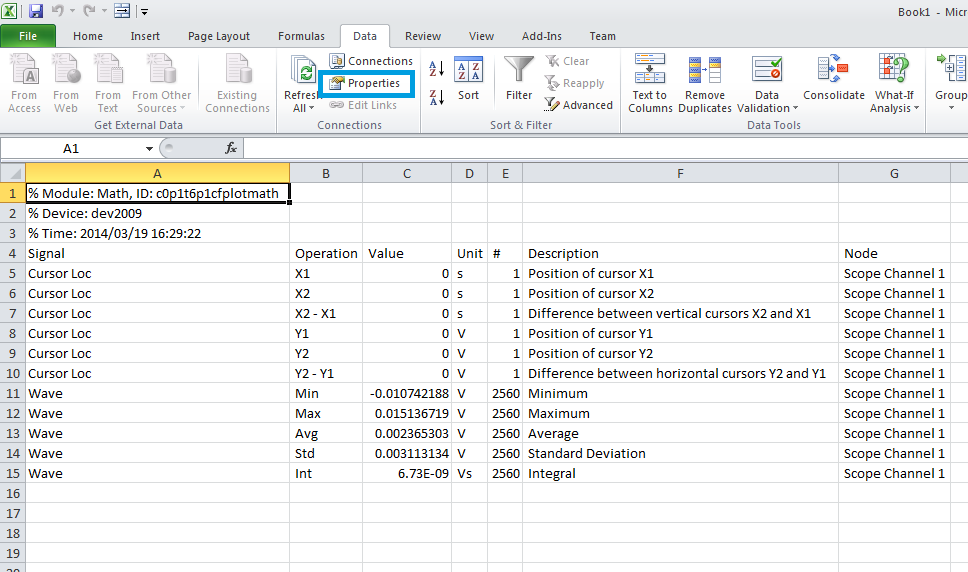 Book1 - Micr
File Home Insert Page Layout Formulas Data Review View Add-Ins Team
From Access
From Web
From Text
From Other Sources
Existing Connections
Get External Data
Refresh All
Connections
Properties
Edit Links
Connections
A Z
Z A
A Z Z A
Sort
Filter
Clear
Reapply
Advanced
Sort & Filter
Text to Columns
Remove Duplicates
Data Validation
Consolidate
What-If Analysis
Data Tools
Group
A1 fx
A B C D E F G
1 % Module: Math, ID: c0p1t6p1cfplotmath
2 % Device: dev2009
3 % Time: 2014/03/19 16:29:22
4 Signal Operation Value Unit # Description Node
5 Cursor Loc X1 0 s 1 Position of cursor X1 Scope Channel 1
6 Cursor Loc X2 0 s 1 Position of cursor X2 Scope Channel 1
7 Cursor Loc X2 - X1 0 s 1 Difference between vertical cursors X2 and X1 Scope Channel 1
8 Cursor Loc Y1 0 V 1 Position of cursor Y1 Scope Channel 1
9 Cursor Loc Y2 0 V 1 Position of cursor Y2 Scope Channel 1
10 Cursor Loc Y2 - Y1 0 V 1 Difference between horizontal cursors Y2 and Y1 Scope Channel 1
11 Wave Min -0.010742188 V 2560 Minimum Scope Channel 1
12 Wave Max 0.015136719 V 2560 Maximum Scope Channel 1
13 Wave Avg 0.002365303 V 2560 Average Scope Channel 1
14 Wave Std 0.003113134 V 2560 Standard Deviation Scope Channel 1
15 Wave Int 6.73E-09 Vs 2560 Integral Scope Channel 1
16
17
18
19
20